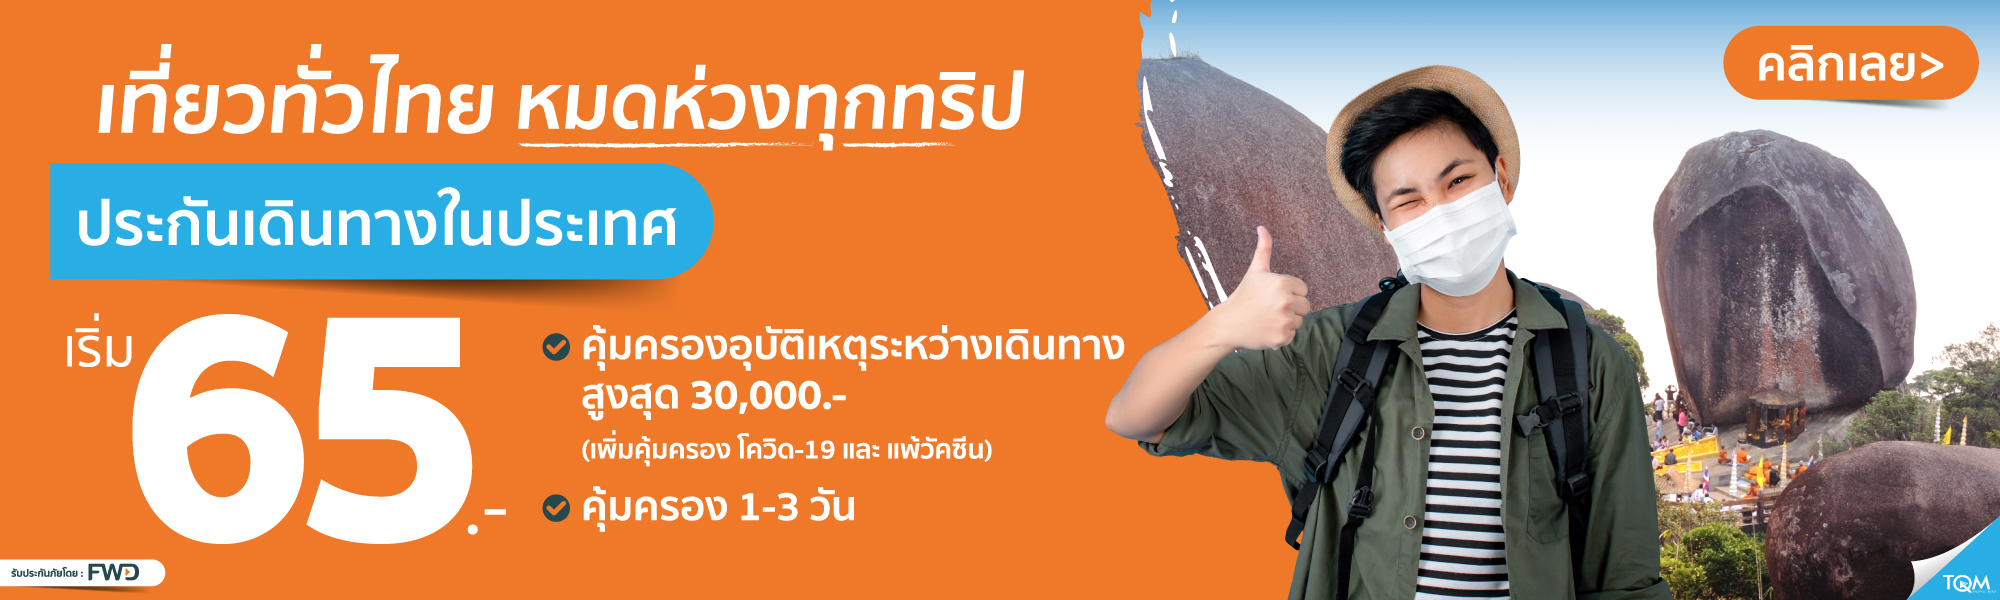 เที่ยวทั่วไทย หมดห่วงทุกทริป
คลิกเลย>
ประกันเดินทางในประเทศ
เริ่ม 65.-
คุ้มครองอุบัติเหตุระหว่างเดินทาง
สูงสุด 30,000.-
(เพิ่มคุ้มครอง โควิด-19 และ แพ้วัคซีน)
คุ้มครอง 1-3 วัน
รับประกันภัยโดย : FWD
TQM